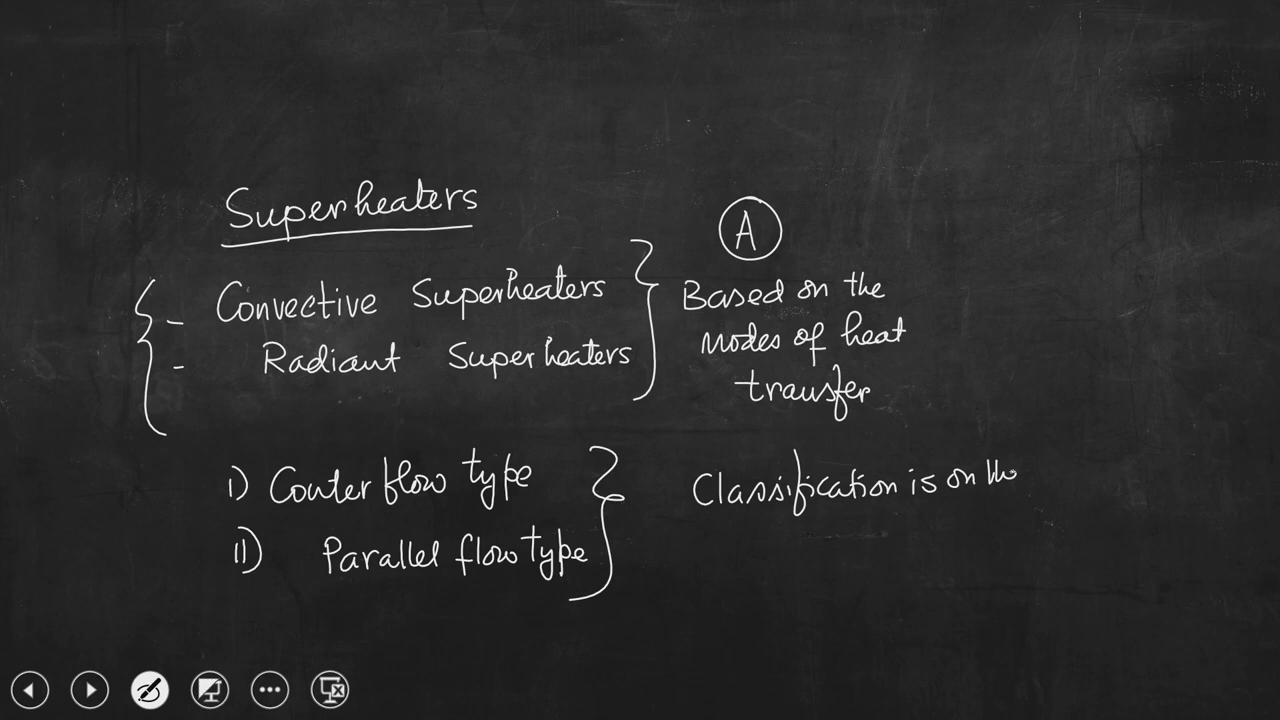 Superheaters
A
- Convective Superheaters
- Radiant Superheaters
Based on the
modes of heat
transfer
i) Couter flow type
ii) Parallel flow type
Classification is on the